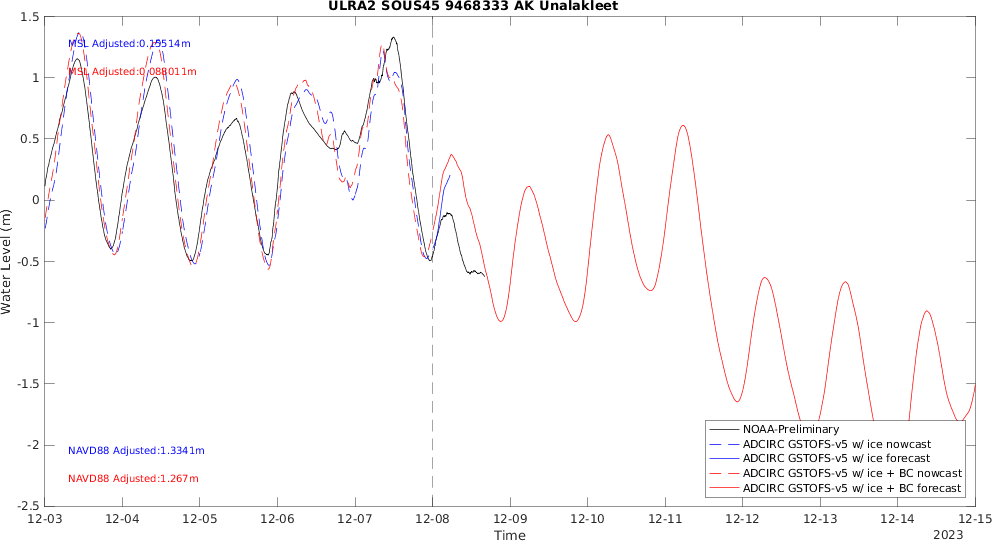 ULRA2 SOUS45 9468333 AK Unalakleet
1.5
1
0.5
0
-0.5
-1
-1.5
-2
-2.5
Water Level (m)
MSL Adjusted:0.15514m
MSL Adjusted:0.088011m
NAVD88 Adjusted:1.3341m
NAVD88 Adjusted:1.267m
NOAA-Preliminary
ADCIRC GSTOFS-v5 w/ ice nowcast
ADCIRC GSTOFS-v5 w/ ice forecast
ADCIRC GSTOFS-v5 w/ ice + BC nowcast
ADCIRC GSTOFS-v5 w/ ice + BC forecast
12-03 12-04 12-05 12-06 12-07 12-08 12-09 12-10 12-11 12-12 12-13 12-14 12-15
Time
2023